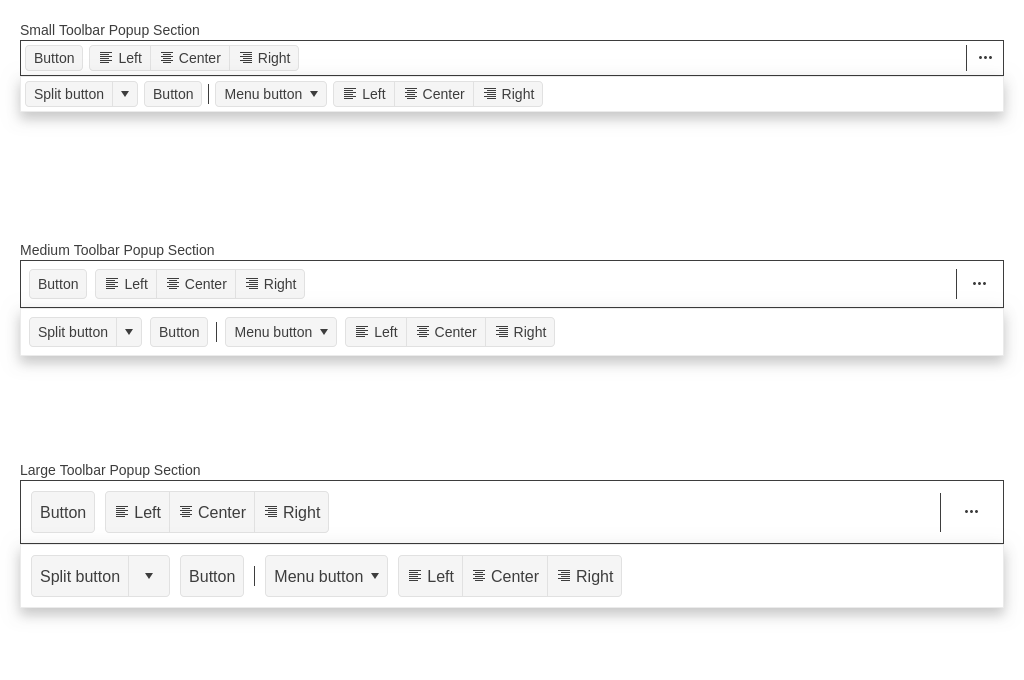 Small Toolbar Popup Section
Button Left Center Right
Split button Button Menu button Left Center Right
Medium Toolbar Popup Section
Button Left Center Right
Split button Button Menu button Left Center Right
Large Toolbar Popup Section
Button Left Center Right
Split button Button Menu button Left Center Right